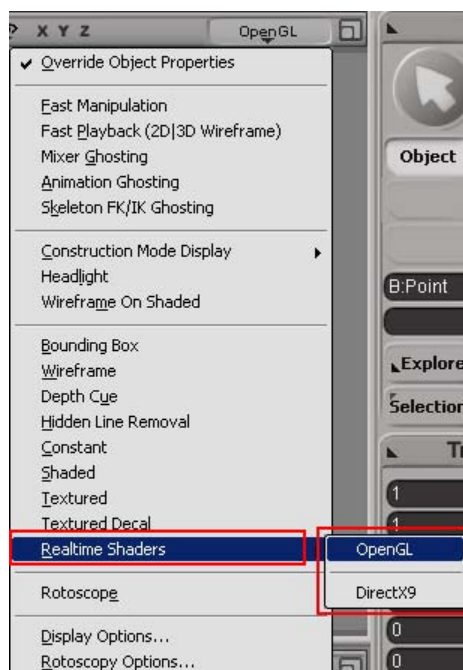 X Y Z OpenGL
Override Object Properties
Fast Manipulation
Fast Playback (2D|3D Wireframe)
Mixer Ghosting
Animation Ghosting
Skeleton FK/IK Ghosting
Object
Construction Mode Display
Headlight
Wireframe On Shaded
B:Point
Bounding Box
Wireframe
Depth Cue
Hidden Line Removal
Constant
Shaded
Textured
Textured Decal
Realtime Shaders
OpenGL
DirectX9
Rotoscope
Display Options...
Rotoscopy Options...
Explore
Selection
1
1
0
0